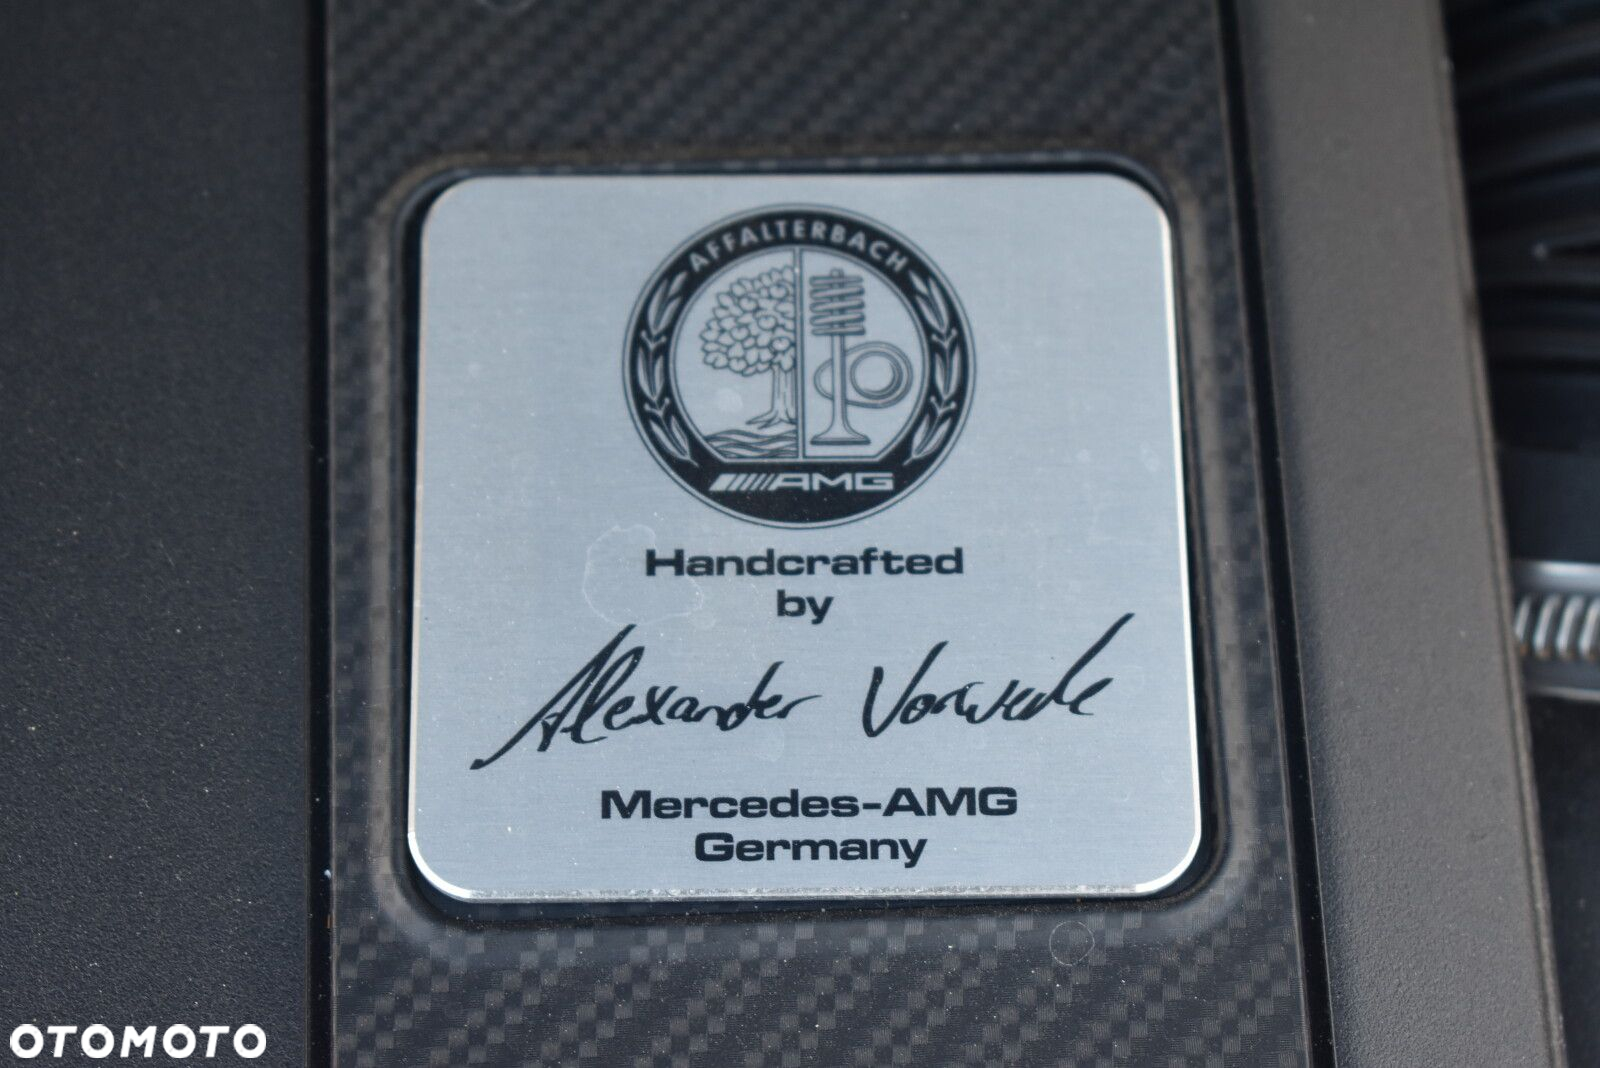 AFFALTERBACH
AMG
Handcrafted
by
Alexander
Mercedes-AMG
Germany
OTOMOTO